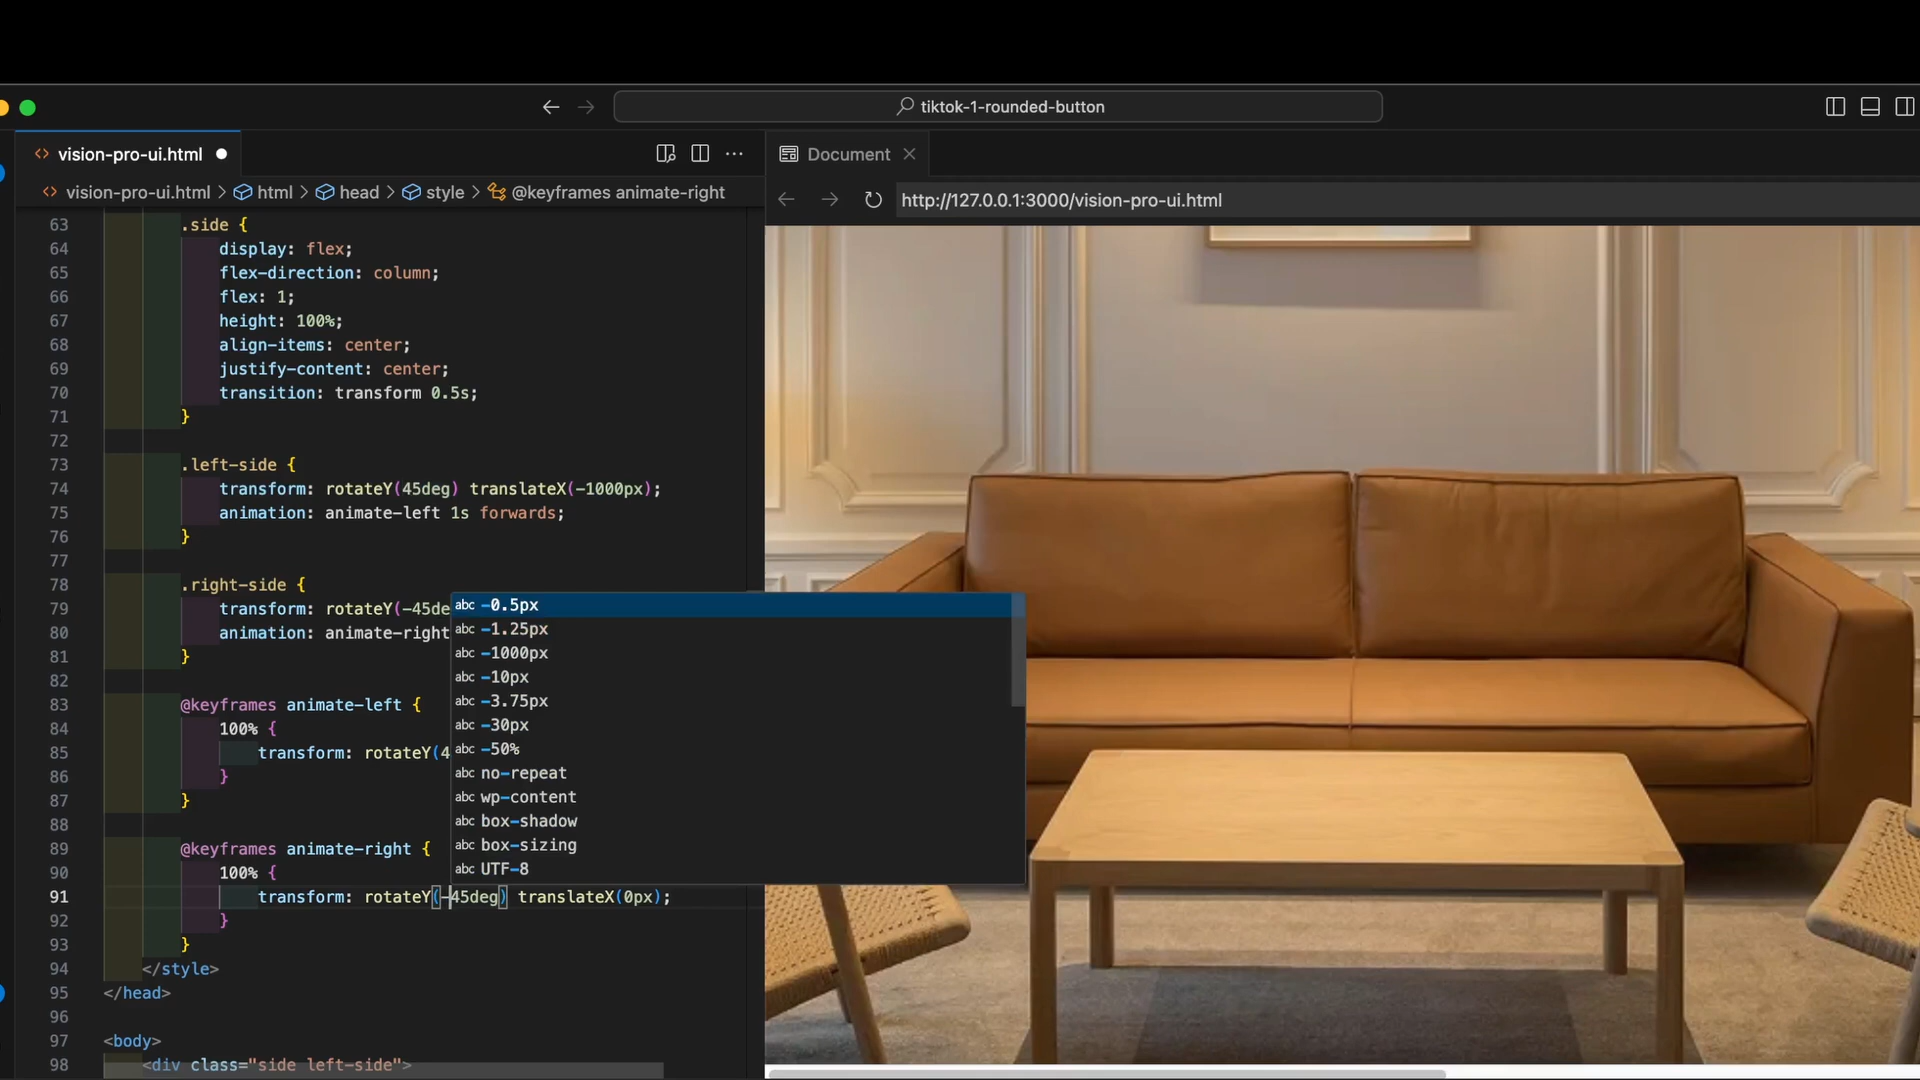 tiktok-1-rounded-button
vision-pro-ui.html
Document
vision-pro-ui.html > html > head > style > @keyframes animate-right
http://127.0.0.1:3000/vision-pro-ui.html
63 .side {
64 display: flex;
65 flex-direction: column;
66 flex: 1;
67 height: 100%;
68 align-items: center;
69 justify-content: center;
70 transition: transform 0.5s;
71 }
72
73 .left-side {
74 transform: rotateY(45deg) translateX(-1000px);
75 animation: animate-left 1s forwards;
76 }
77
78 .right-side {
79 transform: rotateY(-45de
80 animation: animate-right
81 }
82
83 @keyframes animate-left {
84 100% {
85 transform: rotateY(4
86 }
87 }
88
89 @keyframes animate-right {
90 100% {
91 transform: rotateY(-45deg) translateX(0px);
92 }
93 }
94 </style>
95 </head>
96
97 <body>
98 <div class="side left-side">
abc -0.5px
abc -1.25px
abc -1000px
abc -10px
abc -3.75px
abc -30px
abc -50%
abc no-repeat
abc wp-content
abc box-shadow
abc box-sizing
abc UTF-8